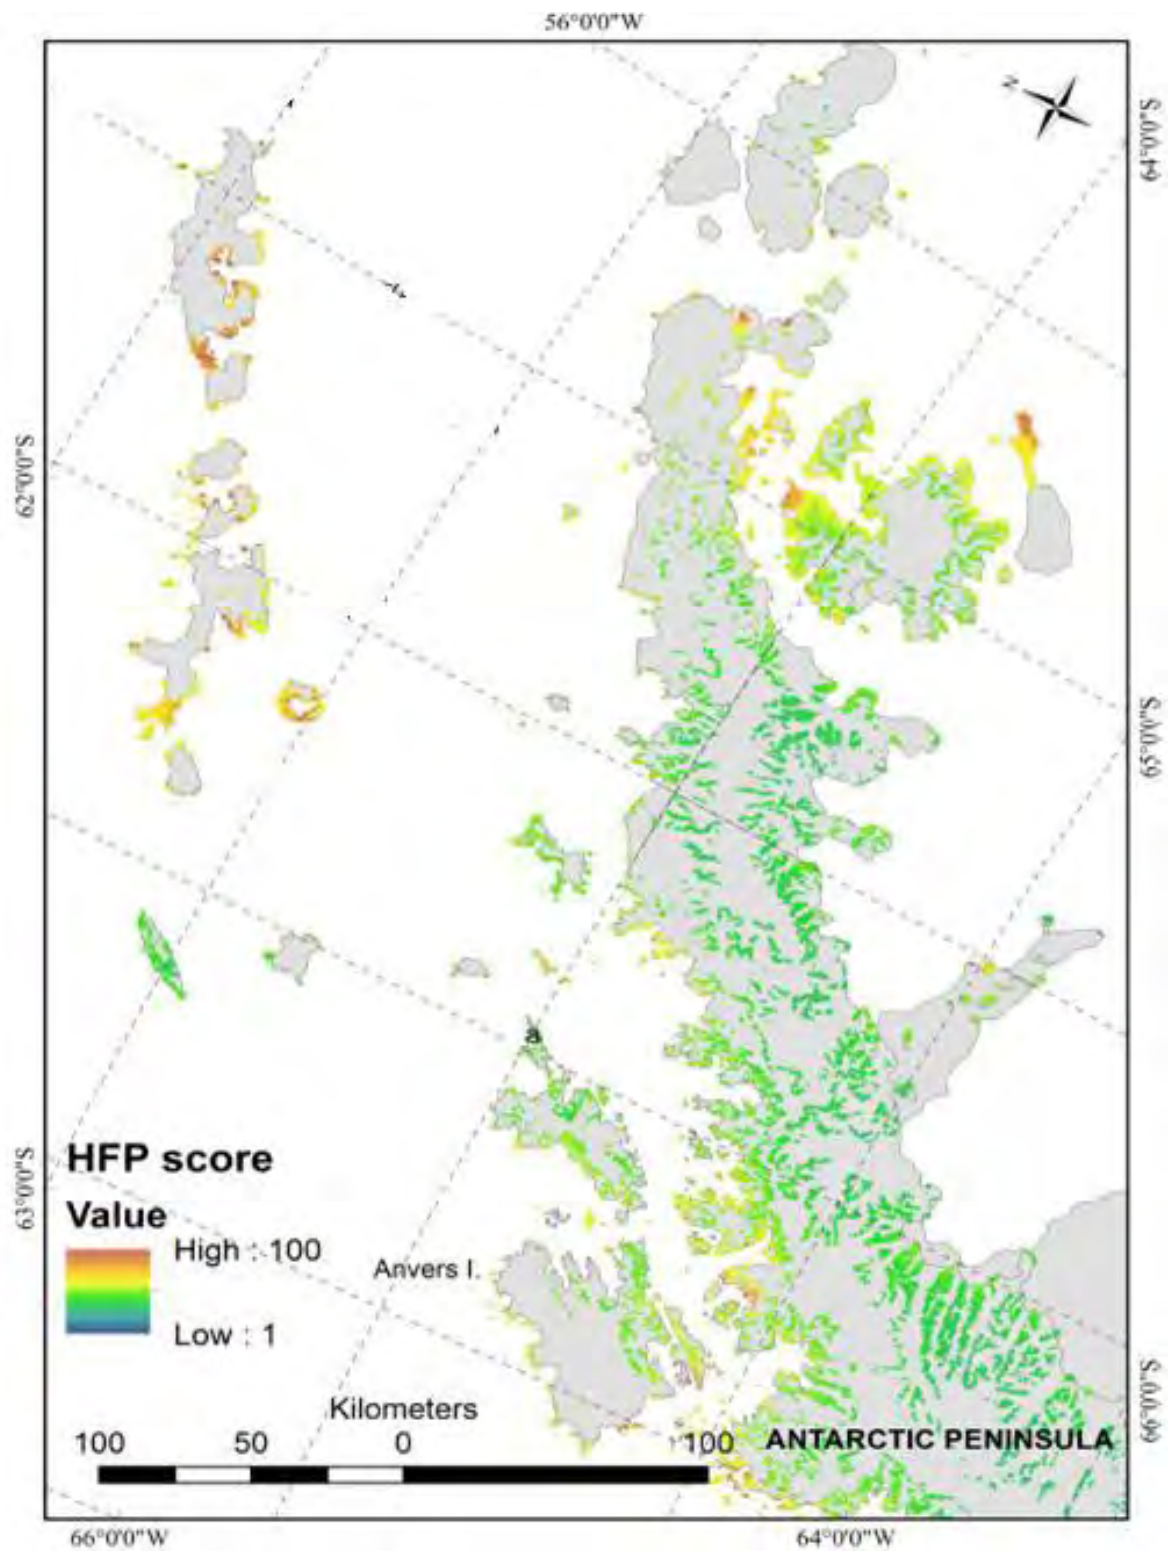 56°0'0"W
N
64°0'0"S
62°0'0"S
65°0'0"S
a
HFP score
Value
High : 100
Low : 1
63°0'0"S
Anvers I.
Kilometers
100 50 0 100
ANTARCTIC PENINSULA
66°0'0"S
66°0'0"W
64°0'0"W